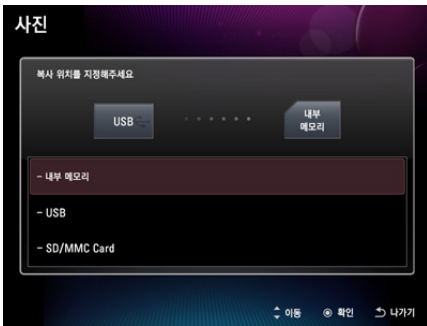 사진
복사 위치를 지정해주세요
USB
내부
메모리
- 내부 메모리
- USB
- SD/MMC Card
이동 확인 나가기